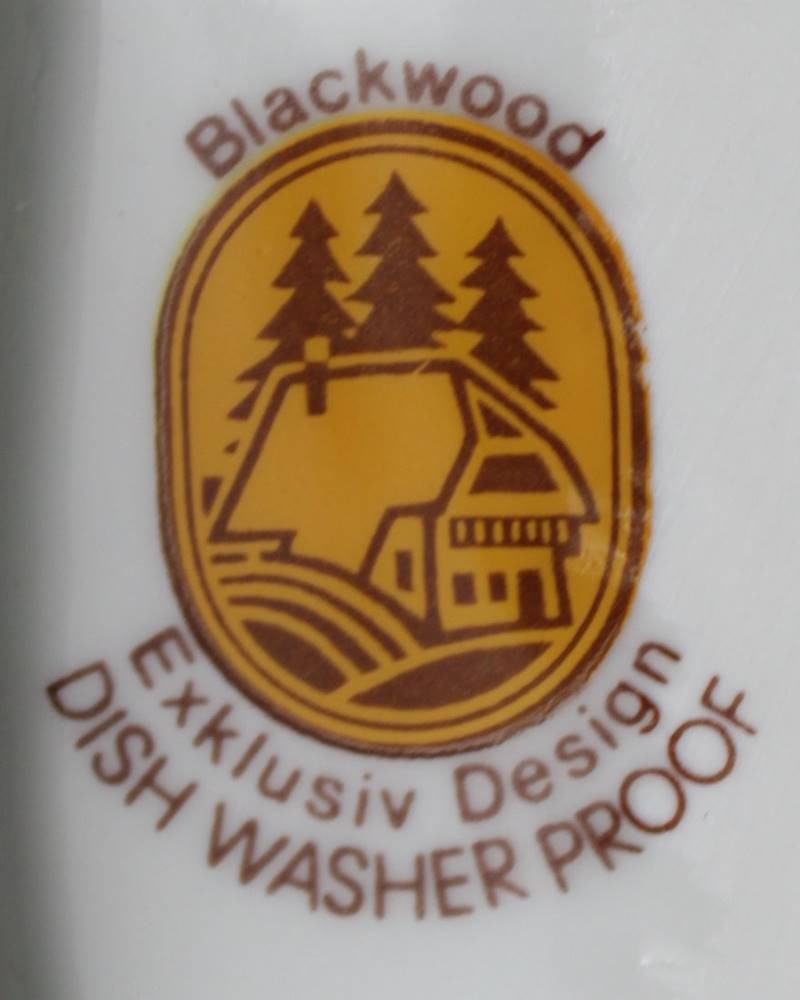 Blackwood
Exklusiv Design
DISH WASHER PROOF